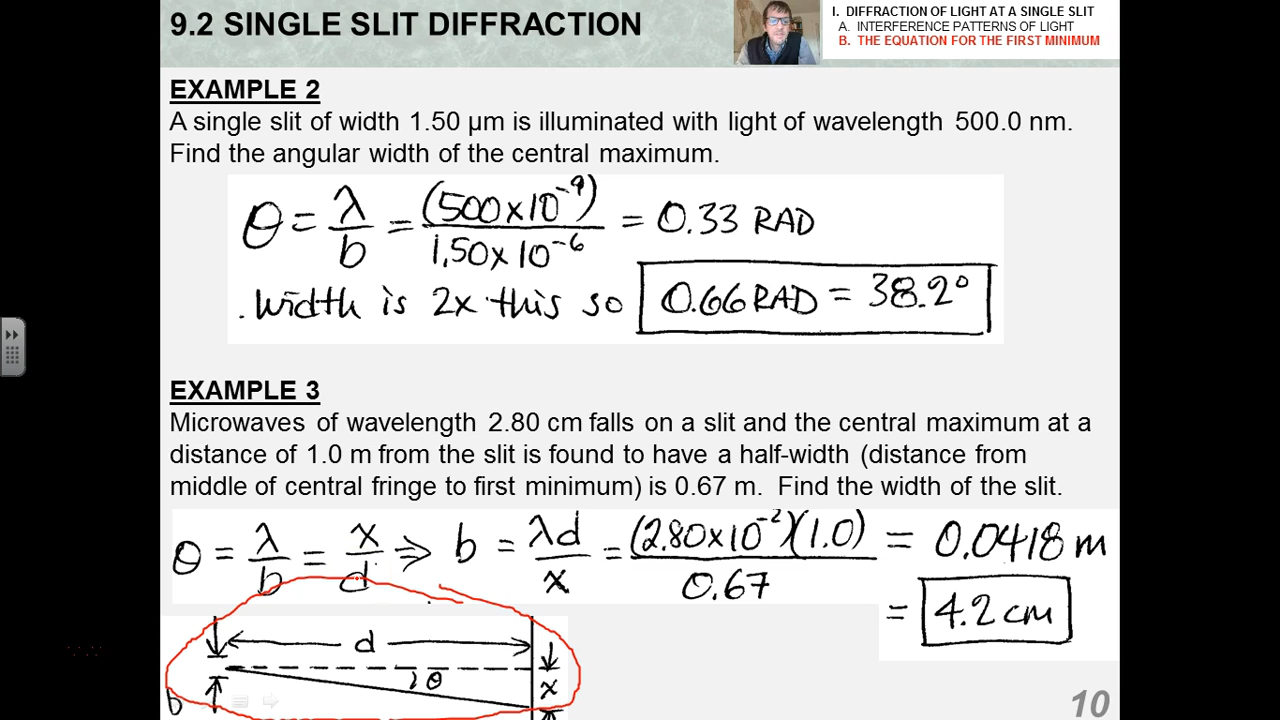 9.2 SINGLE SLIT DIFFRACTION
I. DIFFRACTION OF LIGHT AT A SINGLE SLIT
A. INTERFERENCE PATTERNS OF LIGHT
B. THE EQUATION FOR THE FIRST MINIMUM
EXAMPLE 2
A single slit of width 1.50 µm is illuminated with light of wavelength 500.0 nm.
Find the angular width of the central maximum.
θ = λ/b = (500x10^-9)/1.50x10^-6 = 0.33 RAD
. width is 2x this so 0.66 RAD = 38.2°
EXAMPLE 3
Microwaves of wavelength 2.80 cm falls on a slit and the central maximum at a
distance of 1.0 m from the slit is found to have a half-width (distance from
middle of central fringe to first minimum) is 0.67 m. Find the width of the slit.
θ = λ/b = x/d ⇒ b = λd/x = (2.80x10^-2)(1.0)/0.67 = 0.0418 m
= 4.2 cm
d
θ
x
b
10